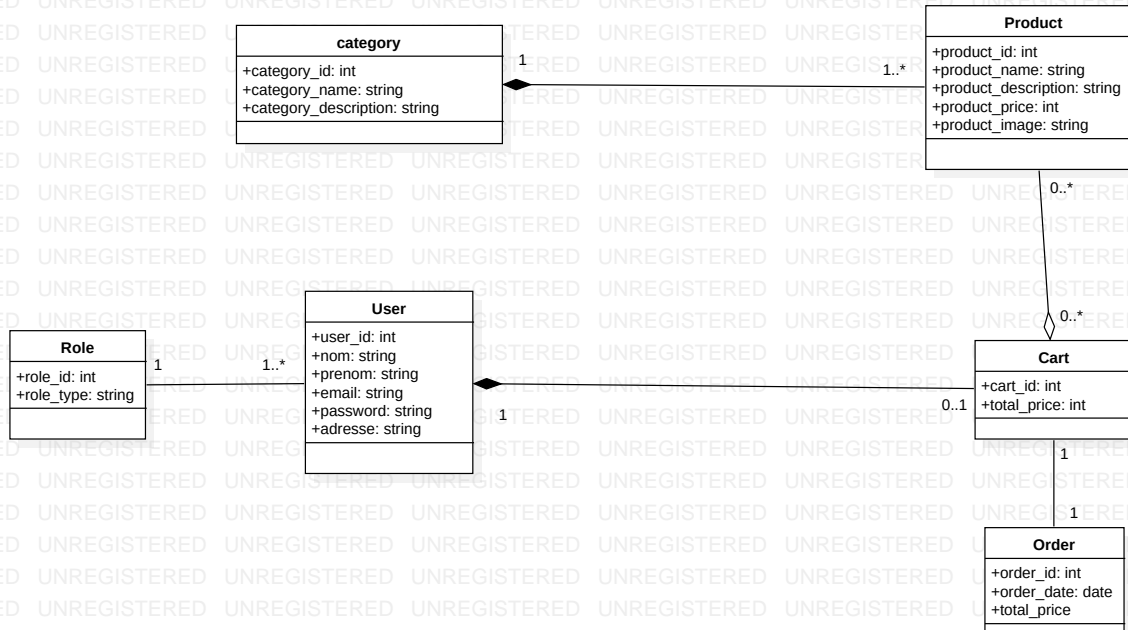 category
+category_id: int
+category_name: string
+category_description: string
1
1..*
Product
+product_id: int
+product_name: string
+product_description: string
+product_price: int
+product_image: string
0..*
0..*
Role
+role_id: int
+role_type: string
1
1..*
User
+user_id: int
+nom: string
+prenom: string
+email: string
+password: string
+adresse: string
1
0..1
Cart
+cart_id: int
+total_price: int
1
1
Order
+order_id: int
+order_date: date
+total_price
UNREGISTERED